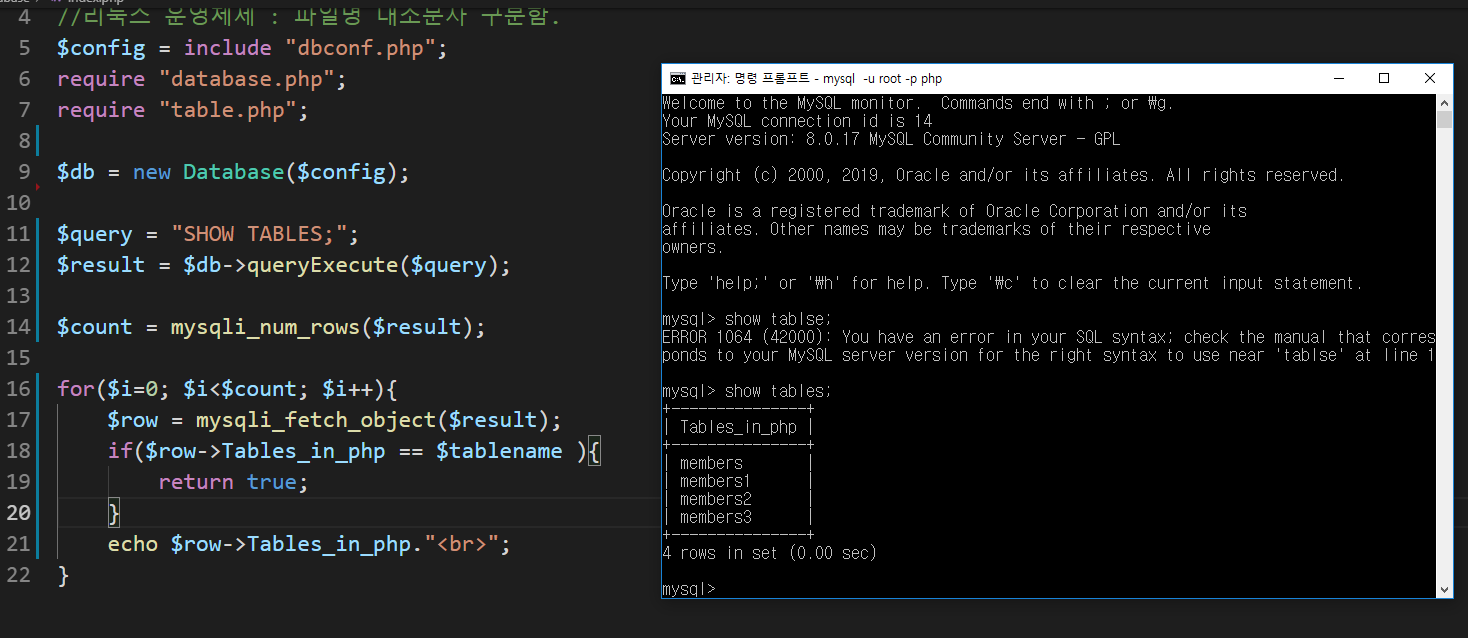 index.php
4 //리눅스 운영체제 : 파일명 대소문자 구분함.
5 $config = include "dbconf.php";
6 require "database.php";
7 require "table.php";
8
9 $db = new Database($config);
10
11 $query = "SHOW TABLES;";
12 $result = $db->queryExecute($query);
13
14 $count = mysqli_num_rows($result);
15
16 for($i=0; $i<$count; $i++){
17 $row = mysqli_fetch_object($result);
18 if($row->Tables_in_php == $tablename ){
19 return true;
20 }
21 echo $row->Tables_in_php."<br>";
22 }
관리자: 명령 프롬프트 - mysql -u root -p php
Welcome to the MySQL monitor. Commands end with ; or ₩g.
Your MySQL connection id is 14
Server version: 8.0.17 MySQL Community Server - GPL
Copyright (c) 2000, 2019, Oracle and/or its affiliates. All rights reserved.
Oracle is a registered trademark of Oracle Corporation and/or its
affiliates. Other names may be trademarks of their respective
owners.
Type 'help;' or '₩h' for help. Type '₩c' to clear the current input statement.
mysql> show tablse;
ERROR 1064 (42000): You have an error in your SQL syntax; check the manual that corres
ponds to your MySQL server version for the right syntax to use near 'tablse' at line 1
mysql> show tables;
+---------------+
| Tables_in_php |
+---------------+
| members |
| members1 |
| members2 |
| members3 |
+---------------+
4 rows in set (0.00 sec)
mysql>